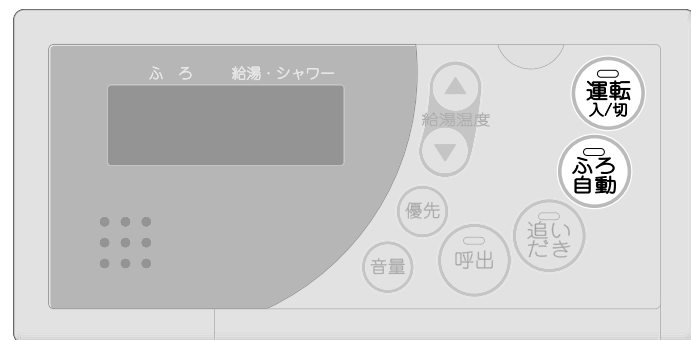 ふろ 給湯・シャワー
運転
入/切
給湯温度
ふろ
自動
優先
追い
だき
呼出
音量